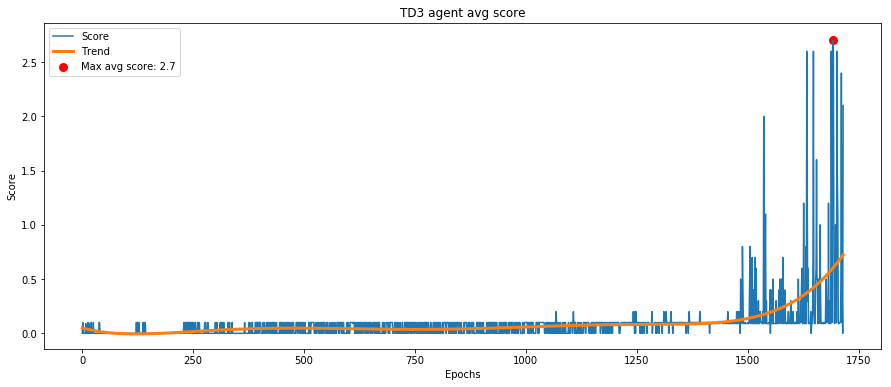 TD3 agent avg score
Score
Trend
Max avg score: 2.7
Score
2.5
2.0
1.5
1.0
0.5
0.0
0 250 500 750 1000 1250 1500 1750
Epochs